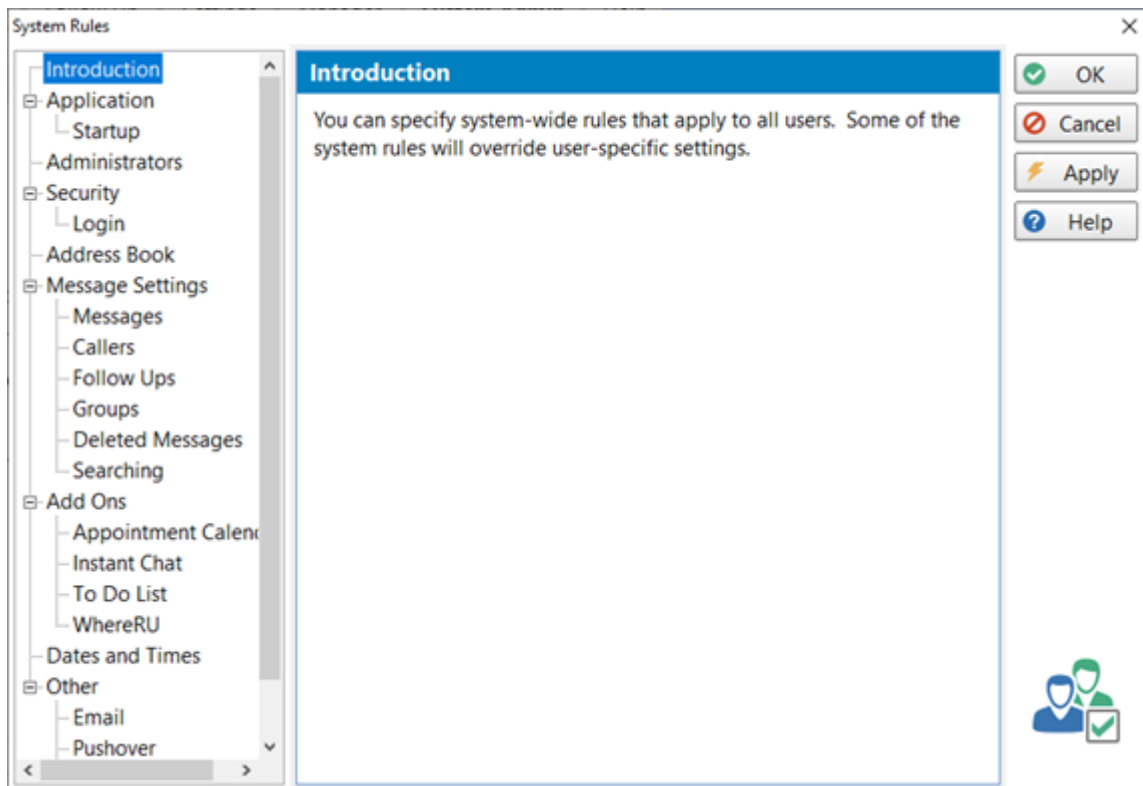 System Rules
Introduction
Application
Startup
Administrators
Security
Login
Address Book
Message Settings
Messages
Callers
Follow Ups
Groups
Deleted Messages
Searching
Add Ons
Appointment Calend
Instant Chat
To Do List
WhereRU
Dates and Times
Other
Email
Pushover
Introduction
You can specify system-wide rules that apply to all users. Some of the
system rules will override user-specific settings.
OK
Cancel
Apply
Help